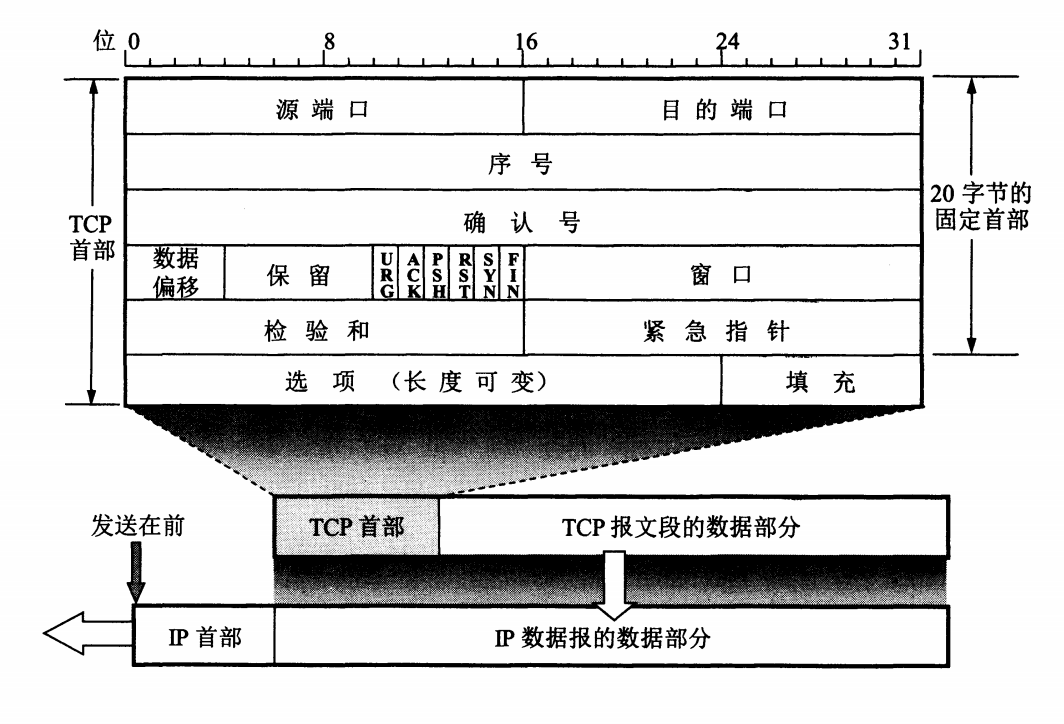 位 0 8 16 24 31
源端口 目的端口
序号
确认号
TCP
首部
20 字节的
固定首部
数据
偏移
保留
URG
ACK
PSH
RST
SYN
FIN
窗口
检验和 紧急指针
选项（长度可变） 填充
TCP 首部 TCP 报文段的数据部分
发送在前
IP 首部 IP 数据报的数据部分